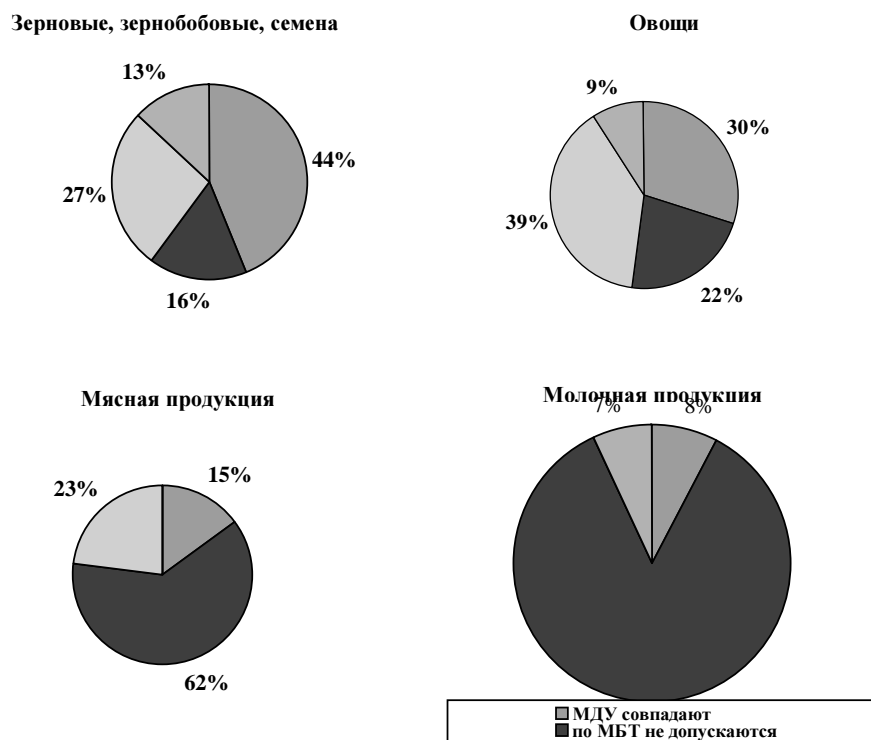 Зерновые, зернобобовые, семена
13%
44%
27%
16%
Овощи
9%
30%
39%
22%
Мясная продукция
23%
15%
62%
Молочная продукция
7%
8%
МДУ совпадают
по МБТ не допускаются